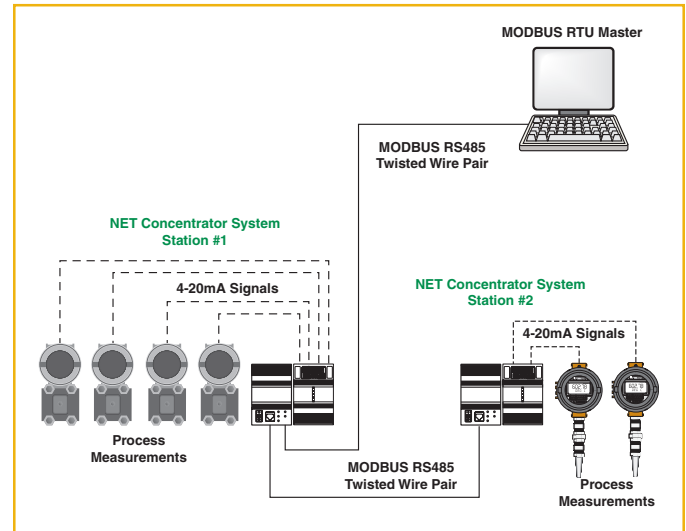 MODBUS RTU Master
MODBUS RS485
Twisted Wire Pair
NET Concentrator System
Station #1
4-20mA Signals
NET Concentrator System
Station #2
4-20mA Signals
Process
Measurements
MODBUS RS485
Twisted Wire Pair
Process
Measurements